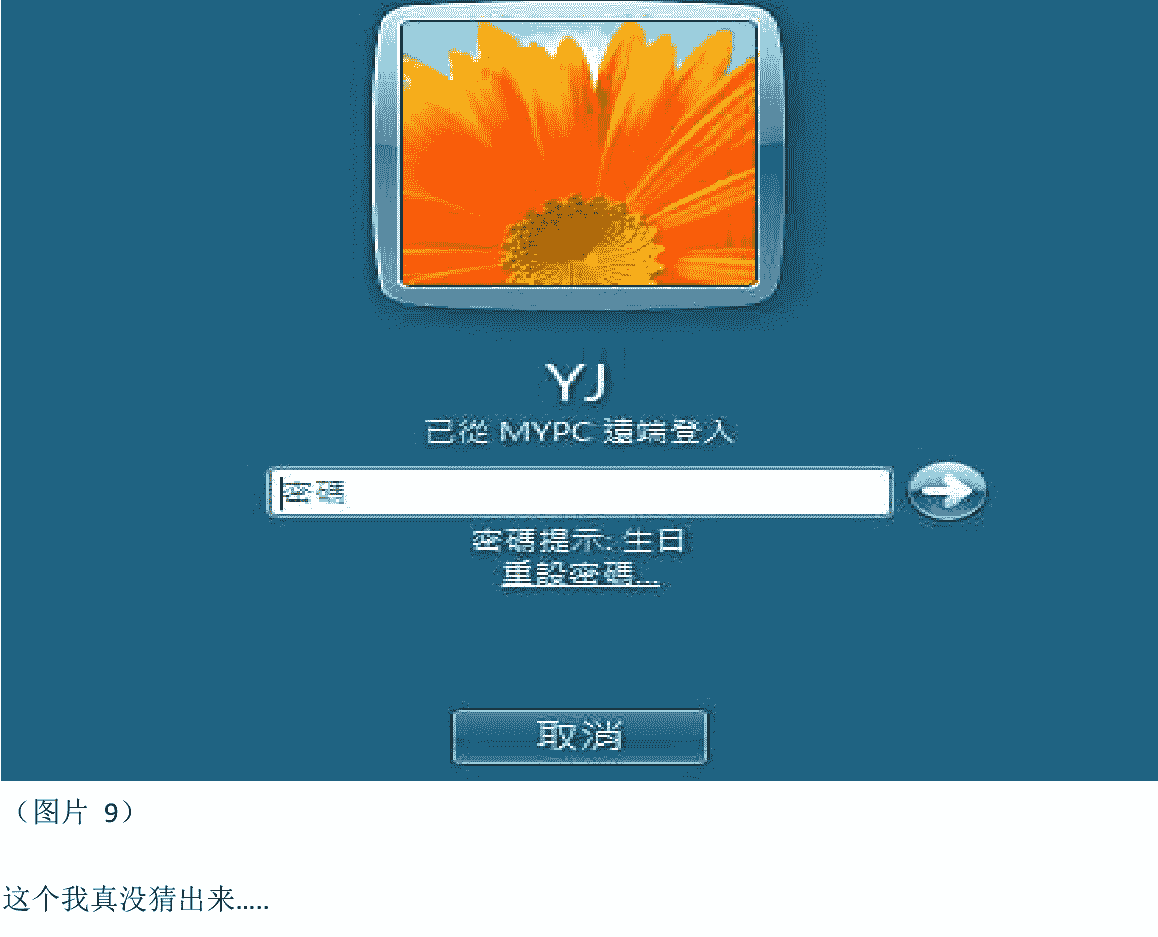 YJ
已從 MYPC 遠端登入
密碼
密碼提示: 生日
重設密碼...
取消
（图片 9）
这个我真没猜出来.....